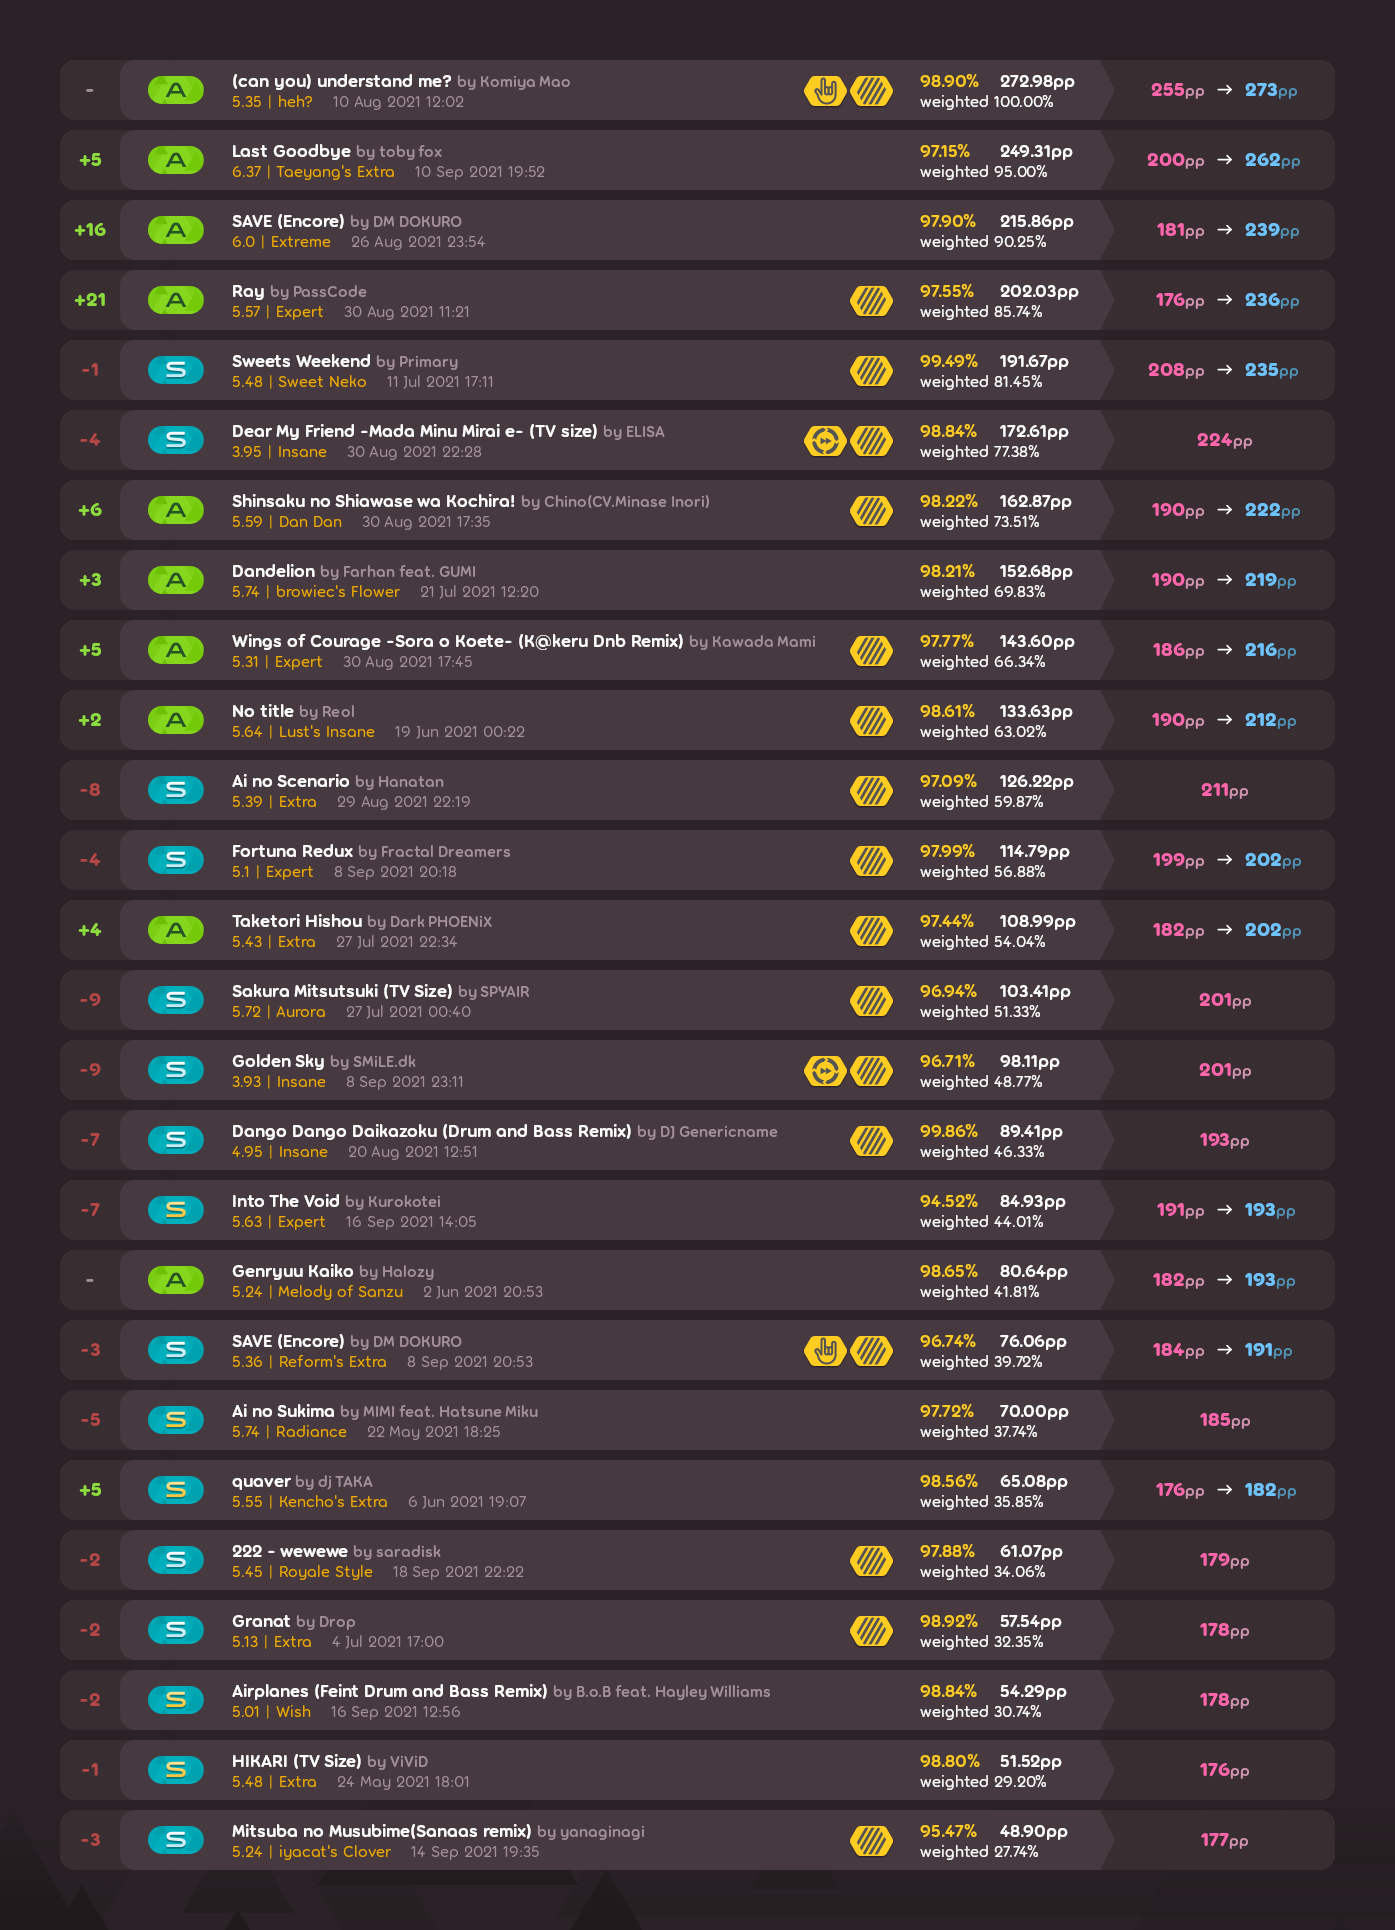 -
A
(can you) understand me? by Komiya Mao
5.35 | heh? 10 Aug 2021 12:02
98.90% 272.98pp
weighted 100.00%
255pp → 273pp
+5
A
Last Goodbye by toby fox
6.37 | Taeyang's Extra 10 Sep 2021 19:52
97.15% 249.31pp
weighted 95.00%
200pp → 262pp
+16
A
SAVE (Encore) by DM DOKURO
6.0 | Extreme 26 Aug 2021 23:54
97.90% 215.86pp
weighted 90.25%
181pp → 239pp
+21
A
Ray by PassCode
5.57 | Expert 30 Aug 2021 11:21
97.55% 202.03pp
weighted 85.74%
176pp → 236pp
-1
S
Sweets Weekend by Primary
5.48 | Sweet Neko 11 Jul 2021 17:11
99.49% 191.67pp
weighted 81.45%
208pp → 235pp
-4
S
Dear My Friend -Mada Minu Mirai e- (TV size) by ELISA
3.95 | Insane 30 Aug 2021 22:28
98.84% 172.61pp
weighted 77.38%
224pp
+6
A
Shinsaku no Shiawase wa Kochira! by Chino(CV.Minase Inori)
5.59 | Dan Dan 30 Aug 2021 17:35
98.22% 162.87pp
weighted 73.51%
190pp → 222pp
+3
A
Dandelion by Farhan feat. GUMI
5.74 | browiec's Flower 21 Jul 2021 12:20
98.21% 152.68pp
weighted 69.83%
190pp → 219pp
+5
A
Wings of Courage -Sora o Koete- (K@keru Dnb Remix) by Kawada Mami
5.31 | Expert 30 Aug 2021 17:45
97.77% 143.60pp
weighted 66.34%
186pp → 216pp
+2
A
No title by Reol
5.64 | Lust's Insane 19 Jun 2021 00:22
98.61% 133.63pp
weighted 63.02%
190pp → 212pp
-8
S
Ai no Scenario by Hanatan
5.39 | Extra 29 Aug 2021 22:19
97.09% 126.22pp
weighted 59.87%
211pp
-4
S
Fortuna Redux by Fractal Dreamers
5.1 | Expert 8 Sep 2021 20:18
97.99% 114.79pp
weighted 56.88%
199pp → 202pp
+4
A
Taketori Hishou by Dark PHOENiX
5.43 | Extra 27 Jul 2021 22:34
97.44% 108.99pp
weighted 54.04%
182pp → 202pp
-9
S
Sakura Mitsutsuki (TV Size) by SPYAIR
5.72 | Aurora 27 Jul 2021 00:40
96.94% 103.41pp
weighted 51.33%
201pp
-9
S
Golden Sky by SMiLE.dk
3.93 | Insane 8 Sep 2021 23:11
96.71% 98.11pp
weighted 48.77%
201pp
-7
S
Dango Dango Daikazoku (Drum and Bass Remix) by DJ Genericname
4.95 | Insane 20 Aug 2021 12:51
99.86% 89.41pp
weighted 46.33%
193pp
-7
S
Into The Void by Kurokotei
5.63 | Expert 16 Sep 2021 14:05
94.52% 84.93pp
weighted 44.01%
191pp → 193pp
-
A
Genryuu Kaiko by Halozy
5.24 | Melody of Sanzu 2 Jun 2021 20:53
98.65% 80.64pp
weighted 41.81%
182pp → 193pp
-3
S
SAVE (Encore) by DM DOKURO
5.36 | Reform's Extra 8 Sep 2021 20:53
96.74% 76.06pp
weighted 39.72%
184pp → 191pp
-5
S
Ai no Sukima by MIMI feat. Hatsune Miku
5.74 | Radiance 22 May 2021 18:25
97.72% 70.00pp
weighted 37.74%
185pp
+5
S
quaver by dj TAKA
5.55 | Kencho's Extra 6 Jun 2021 19:07
98.56% 65.08pp
weighted 35.85%
176pp → 182pp
-2
S
222 - wewewe by saradisk
5.45 | Royale Style 18 Sep 2021 22:22
97.88% 61.07pp
weighted 34.06%
179pp
-2
S
Granat by Drop
5.13 | Extra 4 Jul 2021 17:00
98.92% 57.54pp
weighted 32.35%
178pp
-2
S
Airplanes (Feint Drum and Bass Remix) by B.o.B feat. Hayley Williams
5.01 | Wish 16 Sep 2021 12:56
98.84% 54.29pp
weighted 30.74%
178pp
-1
S
HIKARI (TV Size) by ViViD
5.48 | Extra 24 May 2021 18:01
98.80% 51.52pp
weighted 29.20%
176pp
-3
S
Mitsuba no Musubime(Sanaas remix) by yanaginagi
5.24 | iyacat's Clover 14 Sep 2021 19:35
95.47% 48.90pp
weighted 27.74%
177pp